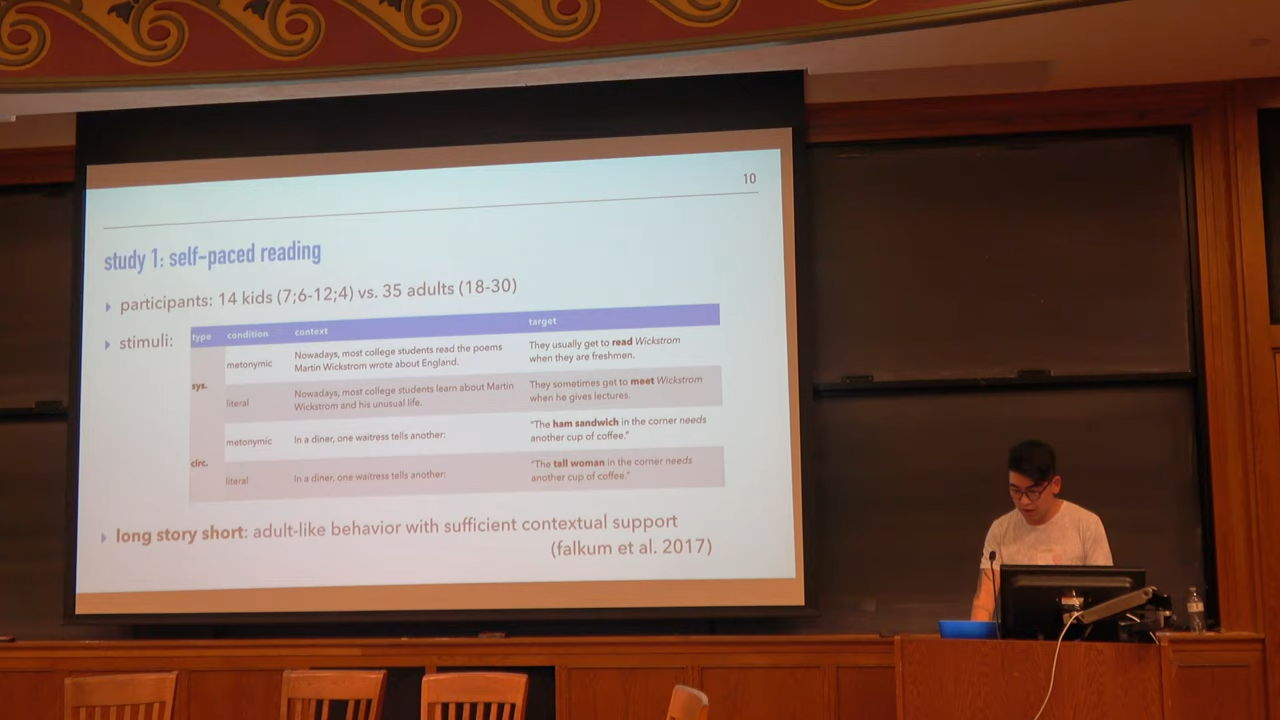 10
study 1: self-paced reading
participants: 14 kids (7;6-12;4) vs. 35 adults (18-30)
stimuli:
type condition context target
sys.
metonymic
Nowadays, most college students read the poems
Martin Wickstrom wrote about England.
They usually get to read Wickstrom
when they are freshmen.
literal
Nowadays, most college students learn about Martin
Wickstrom and his unusual life.
They sometimes get to meet Wickstrom
when he gives lectures.
circ.
metonymic
In a diner, one waitress tells another:
"The ham sandwich in the corner needs
another cup of coffee."
literal
In a diner, one waitress tells another:
"The tall woman in the corner needs
another cup of coffee."
long story short: adult-like behavior with sufficient contextual support
(falkum et al. 2017)